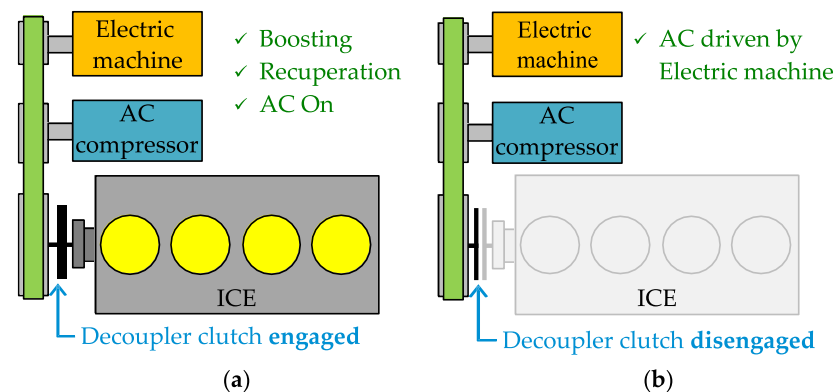 Electric
machine
✓ Boosting
✓ Recuperation
✓ AC On
AC
compressor
ICE
Decoupler clutch engaged
(a)
Electric
machine
✓ AC driven by
Electric machine
AC
compressor
ICE
Decoupler clutch disengaged
(b)